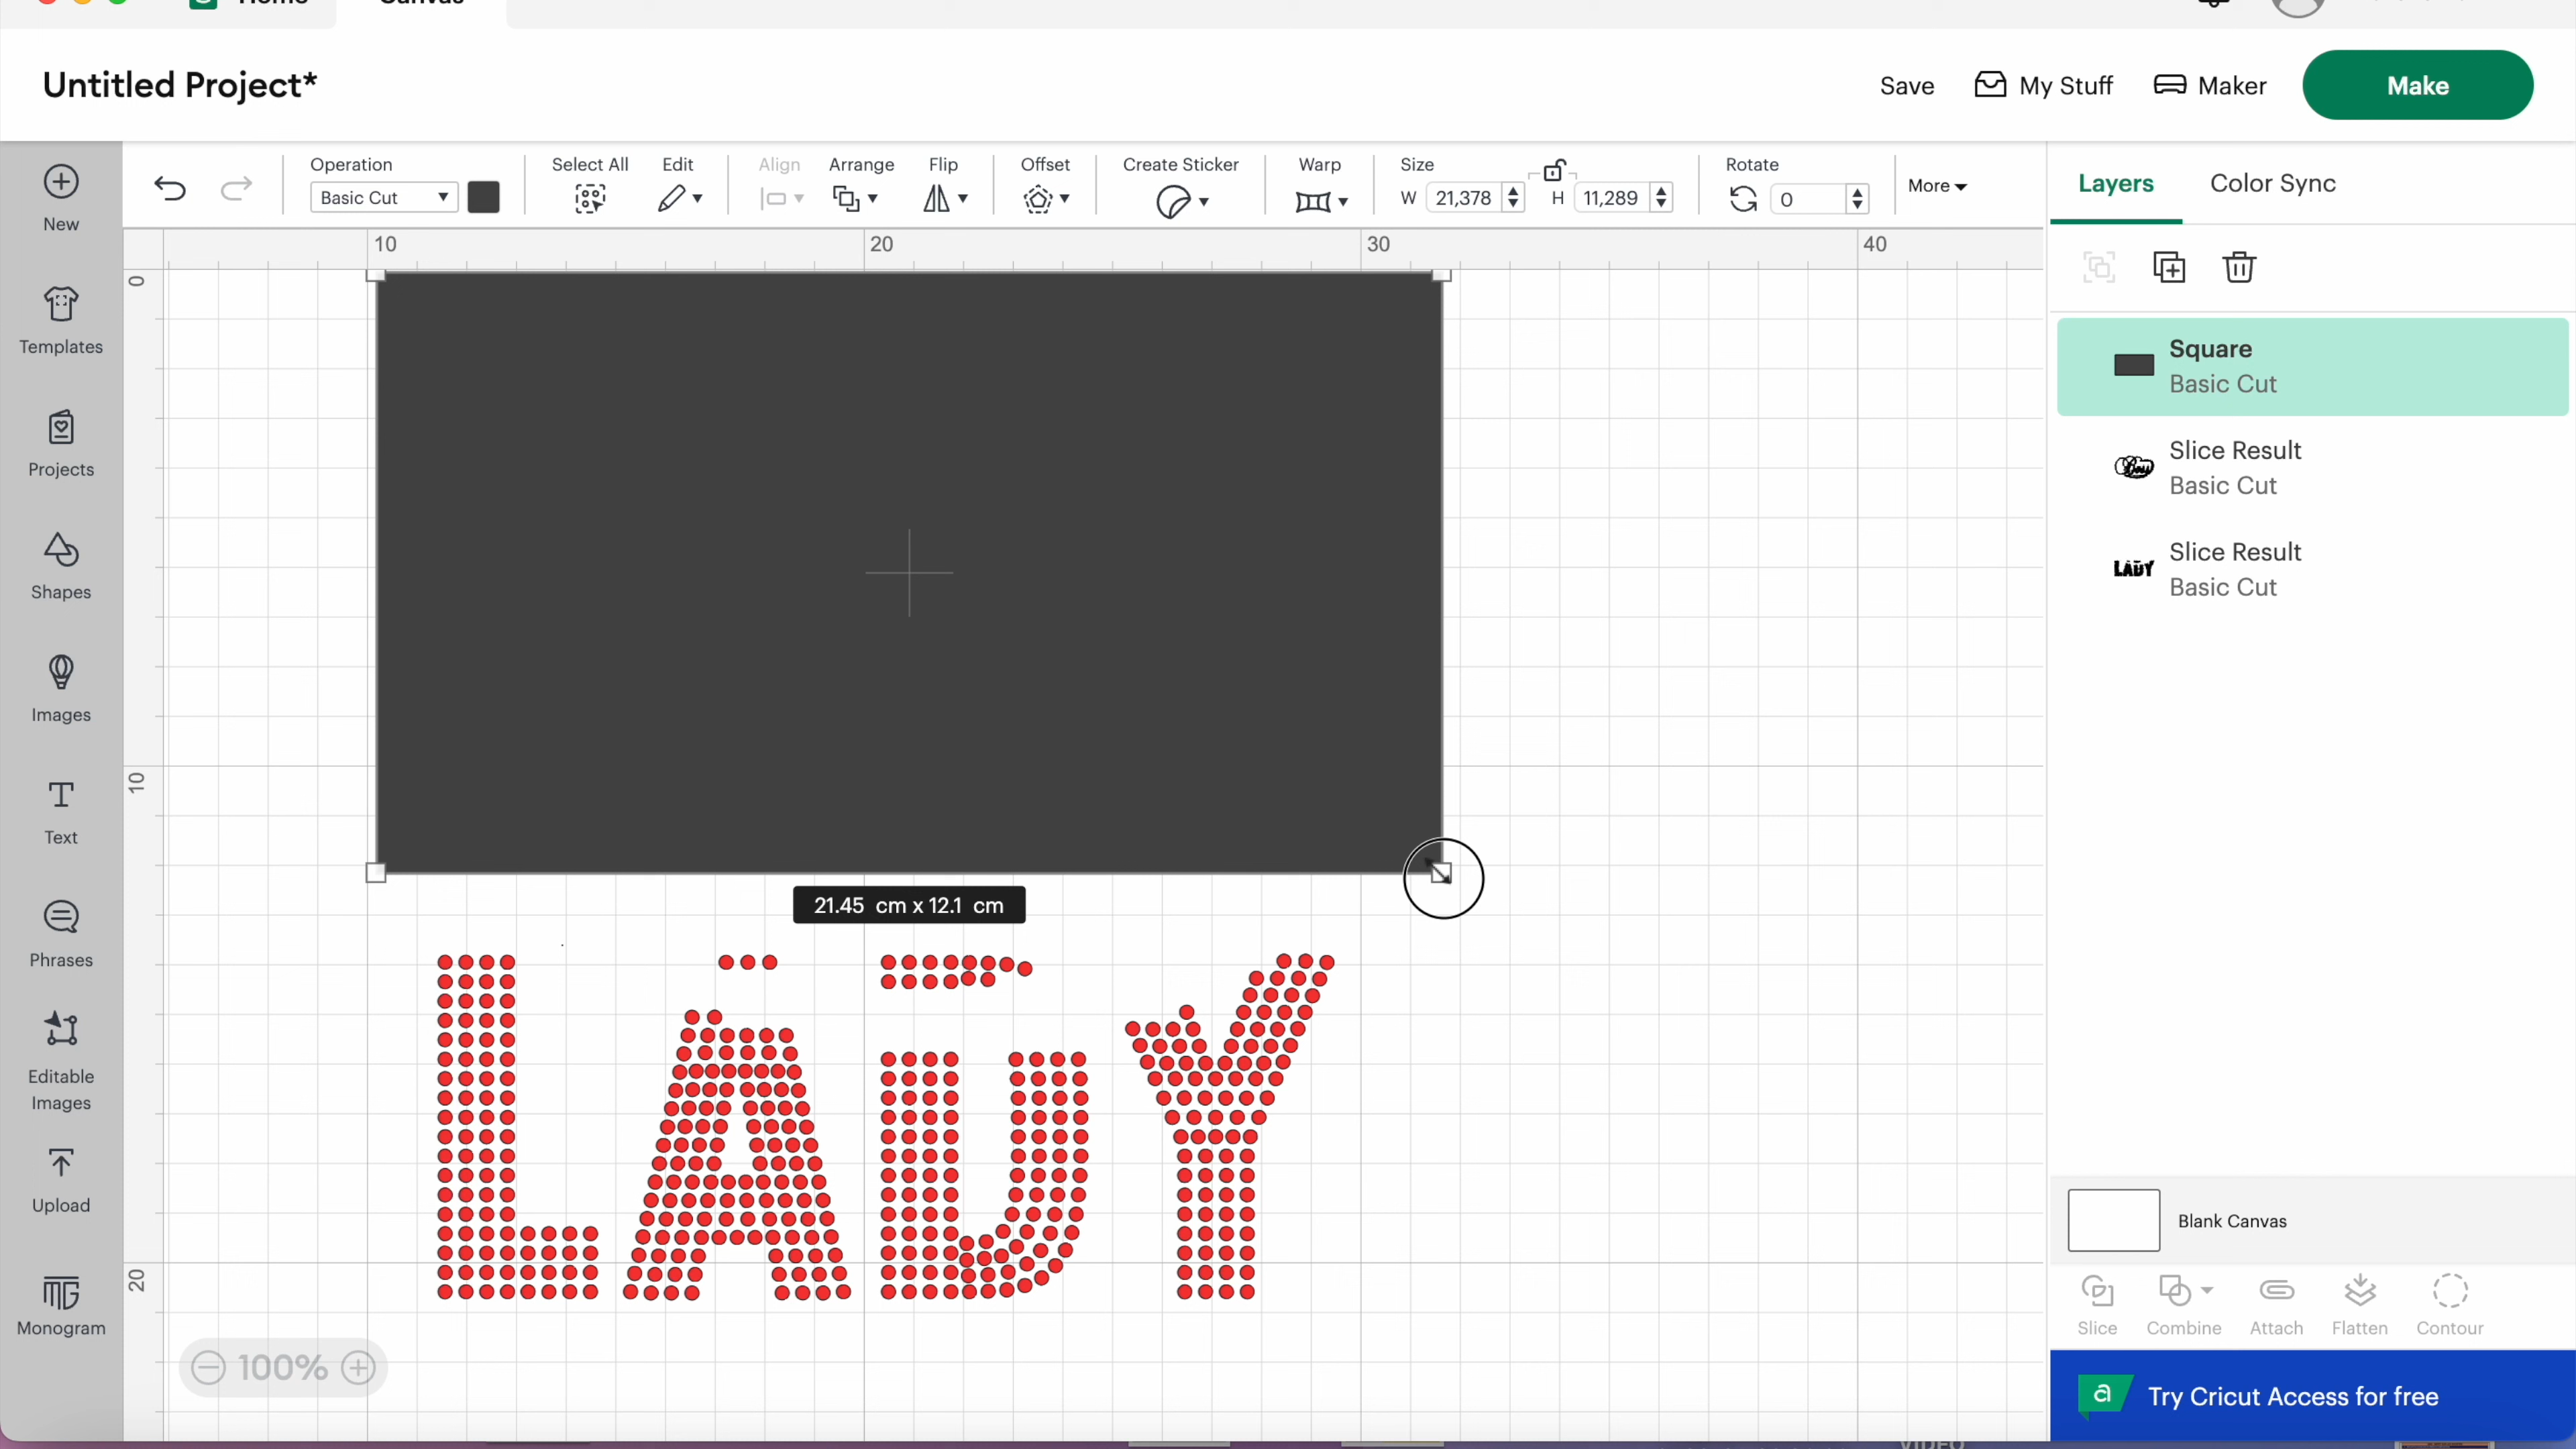 Home
Canvas
Untitled Project*
Save
My Stuff
Maker
Make
Operation
Basic Cut
Select All
Edit
Align
Arrange
Flip
Offset
Create Sticker
Warp
Size
W 21,378
H 11,289
Rotate
0
More
Layers
Color Sync
New
Templates
Projects
Shapes
Images
Text
Phrases
Editable
Images
Upload
Monogram
10
20
30
40
0
10
20
21.45 cm x 12.1 cm
LADY
100%
Square
Basic Cut
Slice Result
Basic Cut
LADY
Slice Result
Basic Cut
Blank Canvas
Slice
Combine
Attach
Flatten
Contour
a
Try Cricut Access for free